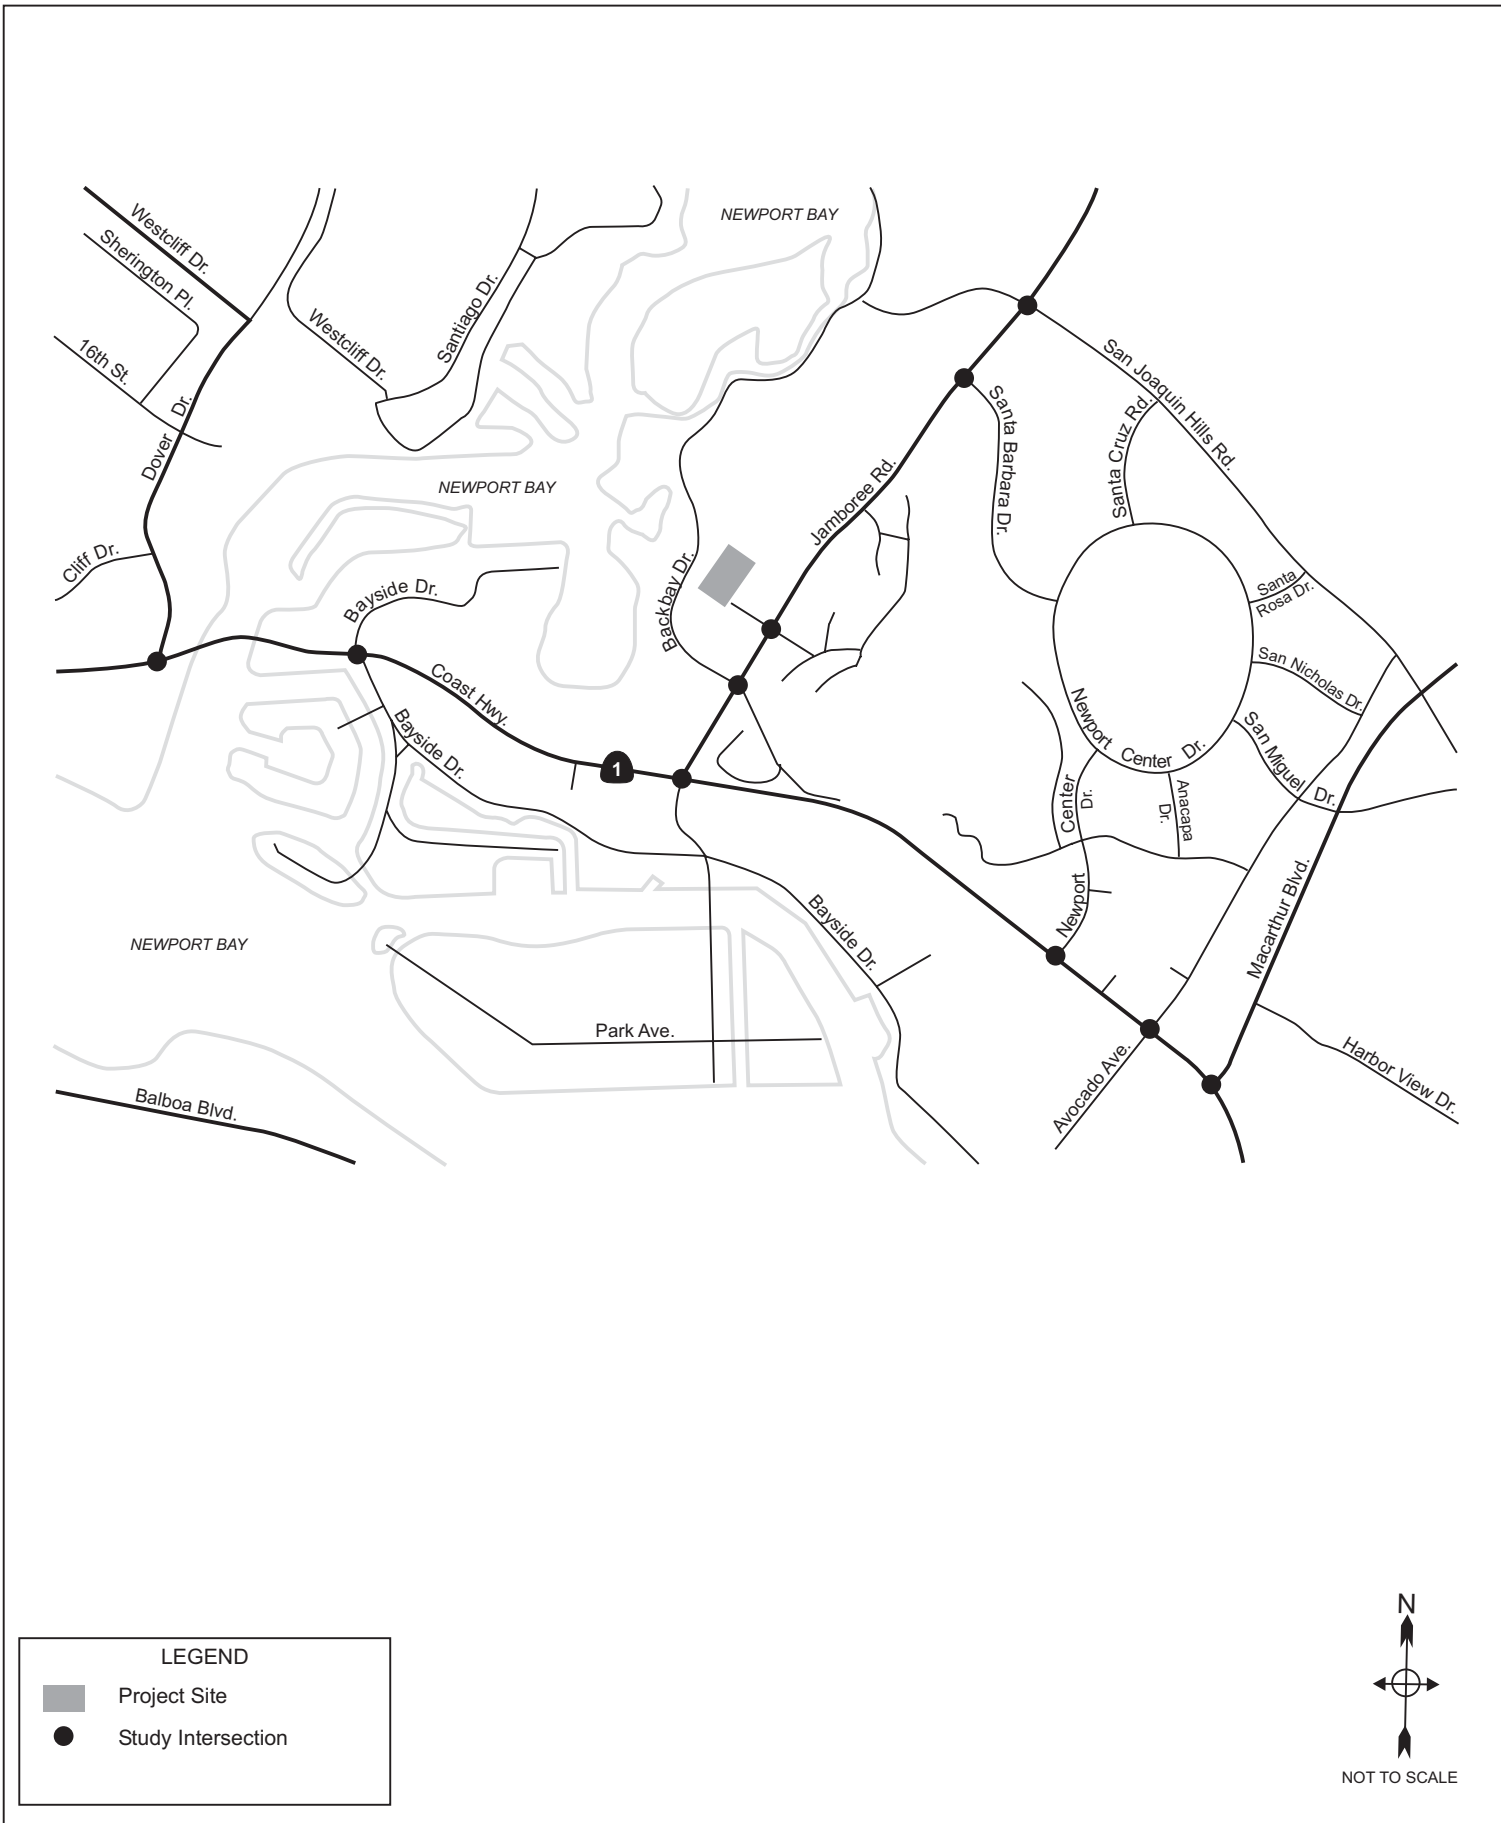 NEWPORT BAY
Westcliff Dr.
Sherington Pl.
16th St.
Dover Dr.
Westcliff Dr.
Santiago Dr.
San Joaquin Hills Rd.
Santa Cruz Rd.
Santa Barbara Dr.
Jamboree Rd.
NEWPORT BAY
Cliff Dr.
Bayside Dr.
Backbay Dr.
Santa
Rosa Dr.
San Nicholas Dr.
San Miguel Dr.
Newport Center Dr.
Coast Hwy.
Bayside Dr.
1
Center
Dr.
Newport
Anacapa
Dr.
Macarthur Blvd.
Bayside Dr.
NEWPORT BAY
Park Ave.
Avocado Ave.
Harbor View Dr.
Balboa Blvd.
LEGEND
Project Site
Study Intersection
N
NOT TO SCALE